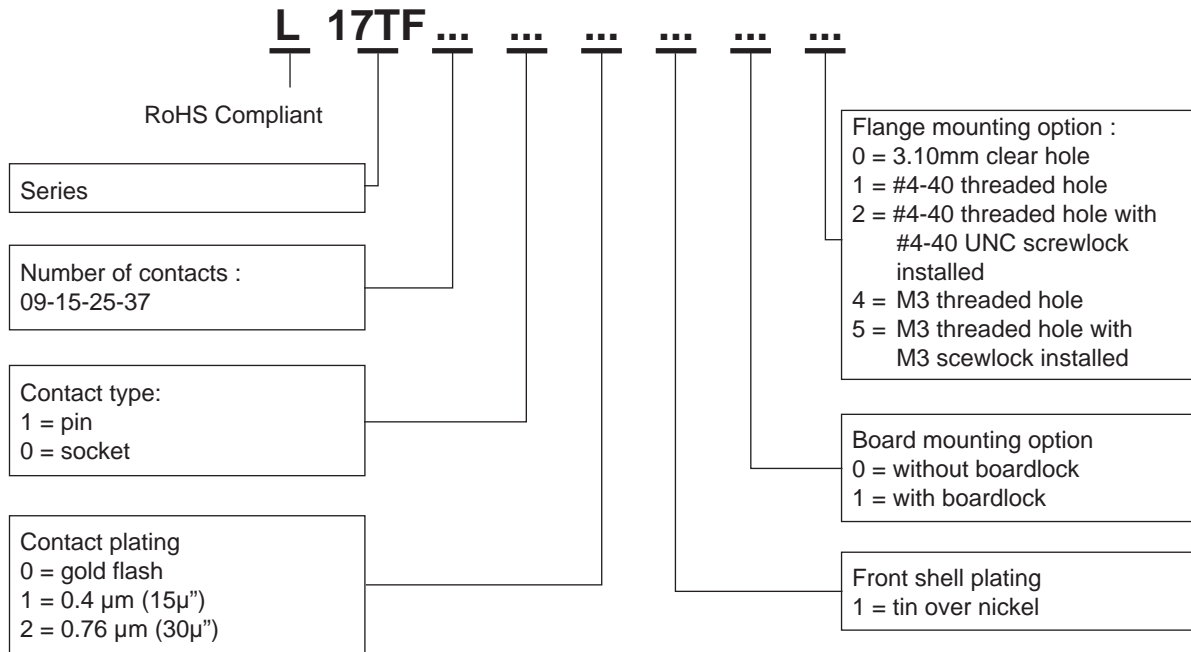 L 17TF ... ... ... ... ... ...
RoHS Compliant
Series
Number of contacts :
09-15-25-37
Contact type:
1 = pin
0 = socket
Contact plating
0 = gold flash
1 = 0.4 µm (15µ”)
2 = 0.76 µm (30µ”)
Flange mounting option :
0 = 3.10mm clear hole
1 = #4-40 threaded hole
2 = #4-40 threaded hole with
#4-40 UNC screwlock
installed
4 = M3 threaded hole
5 = M3 threaded hole with
M3 scewlock installed
Board mounting option
0 = without boardlock
1 = with boardlock
Front shell plating
1 = tin over nickel